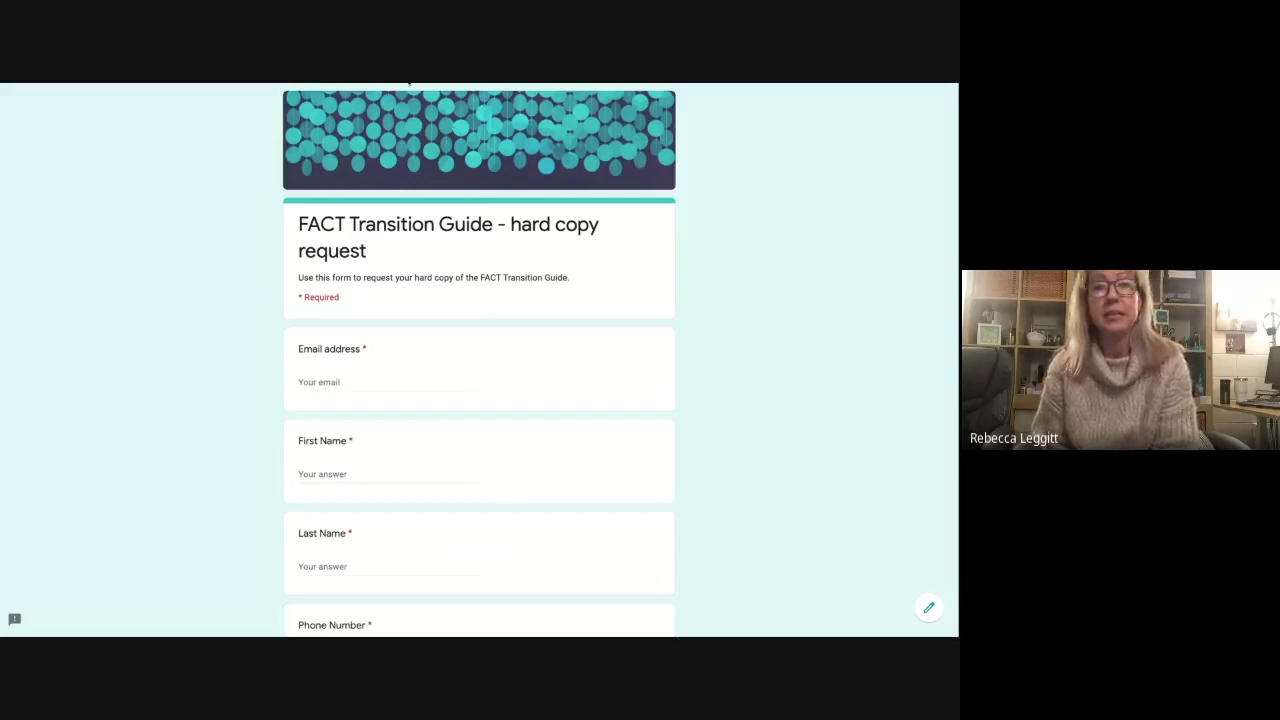 FACT Transition Guide - hard copy
request
Use this form to request your hard copy of the FACT Transition Guide.
* Required
Email address *
Your email
First Name *
Your answer
Last Name *
Your answer
Phone Number *
Rebecca Leggitt